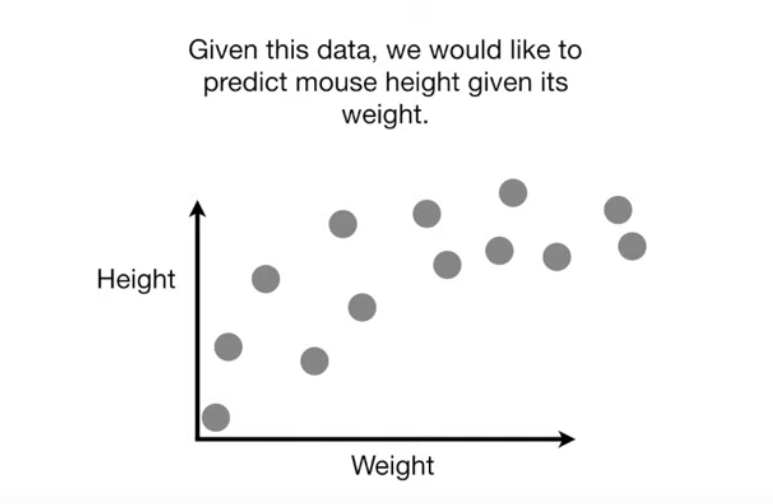 Given this data, we would like to
predict mouse height given its
weight.
Height
Weight